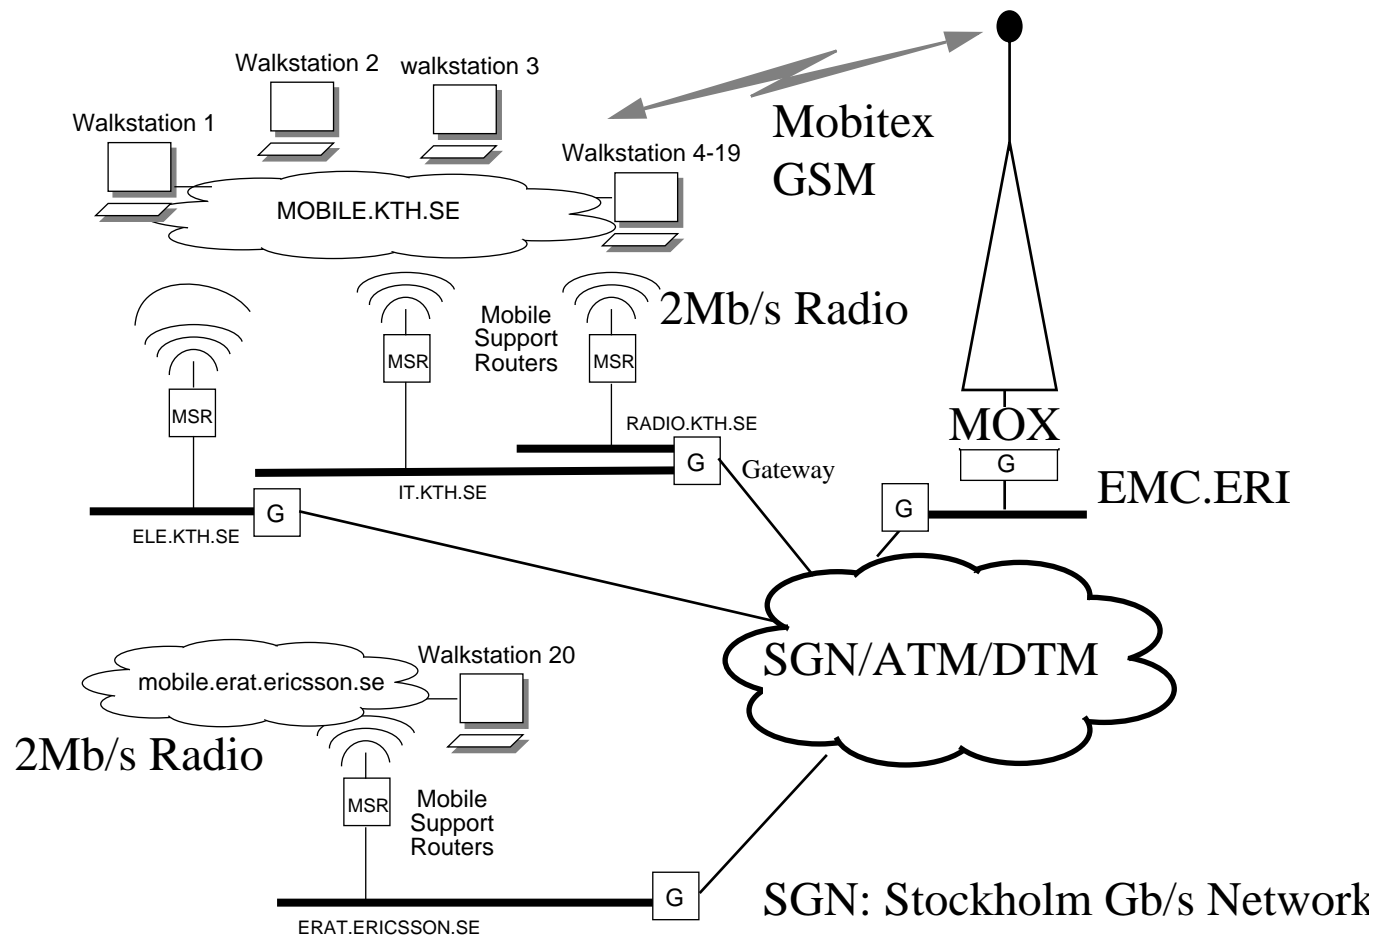 Walkstation 2
walkstation 3
Walkstation 1
Walkstation 4-19
Mobitex
GSM
MOBILE.KTH.SE
2Mb/s Radio
Mobile
Support
Routers
MSR
MSR
MSR
RADIO.KTH.SE
MOX
G
G
Gateway
IT.KTH.SE
EMC.ERI
G
G
ELE.KTH.SE
SGN/ATM/DTM
Walkstation 20
mobile.erat.ericsson.se
2Mb/s Radio
MSR
Mobile
Support
Routers
G
SGN: Stockholm Gb/s Network
ERAT.ERICSSON.SE